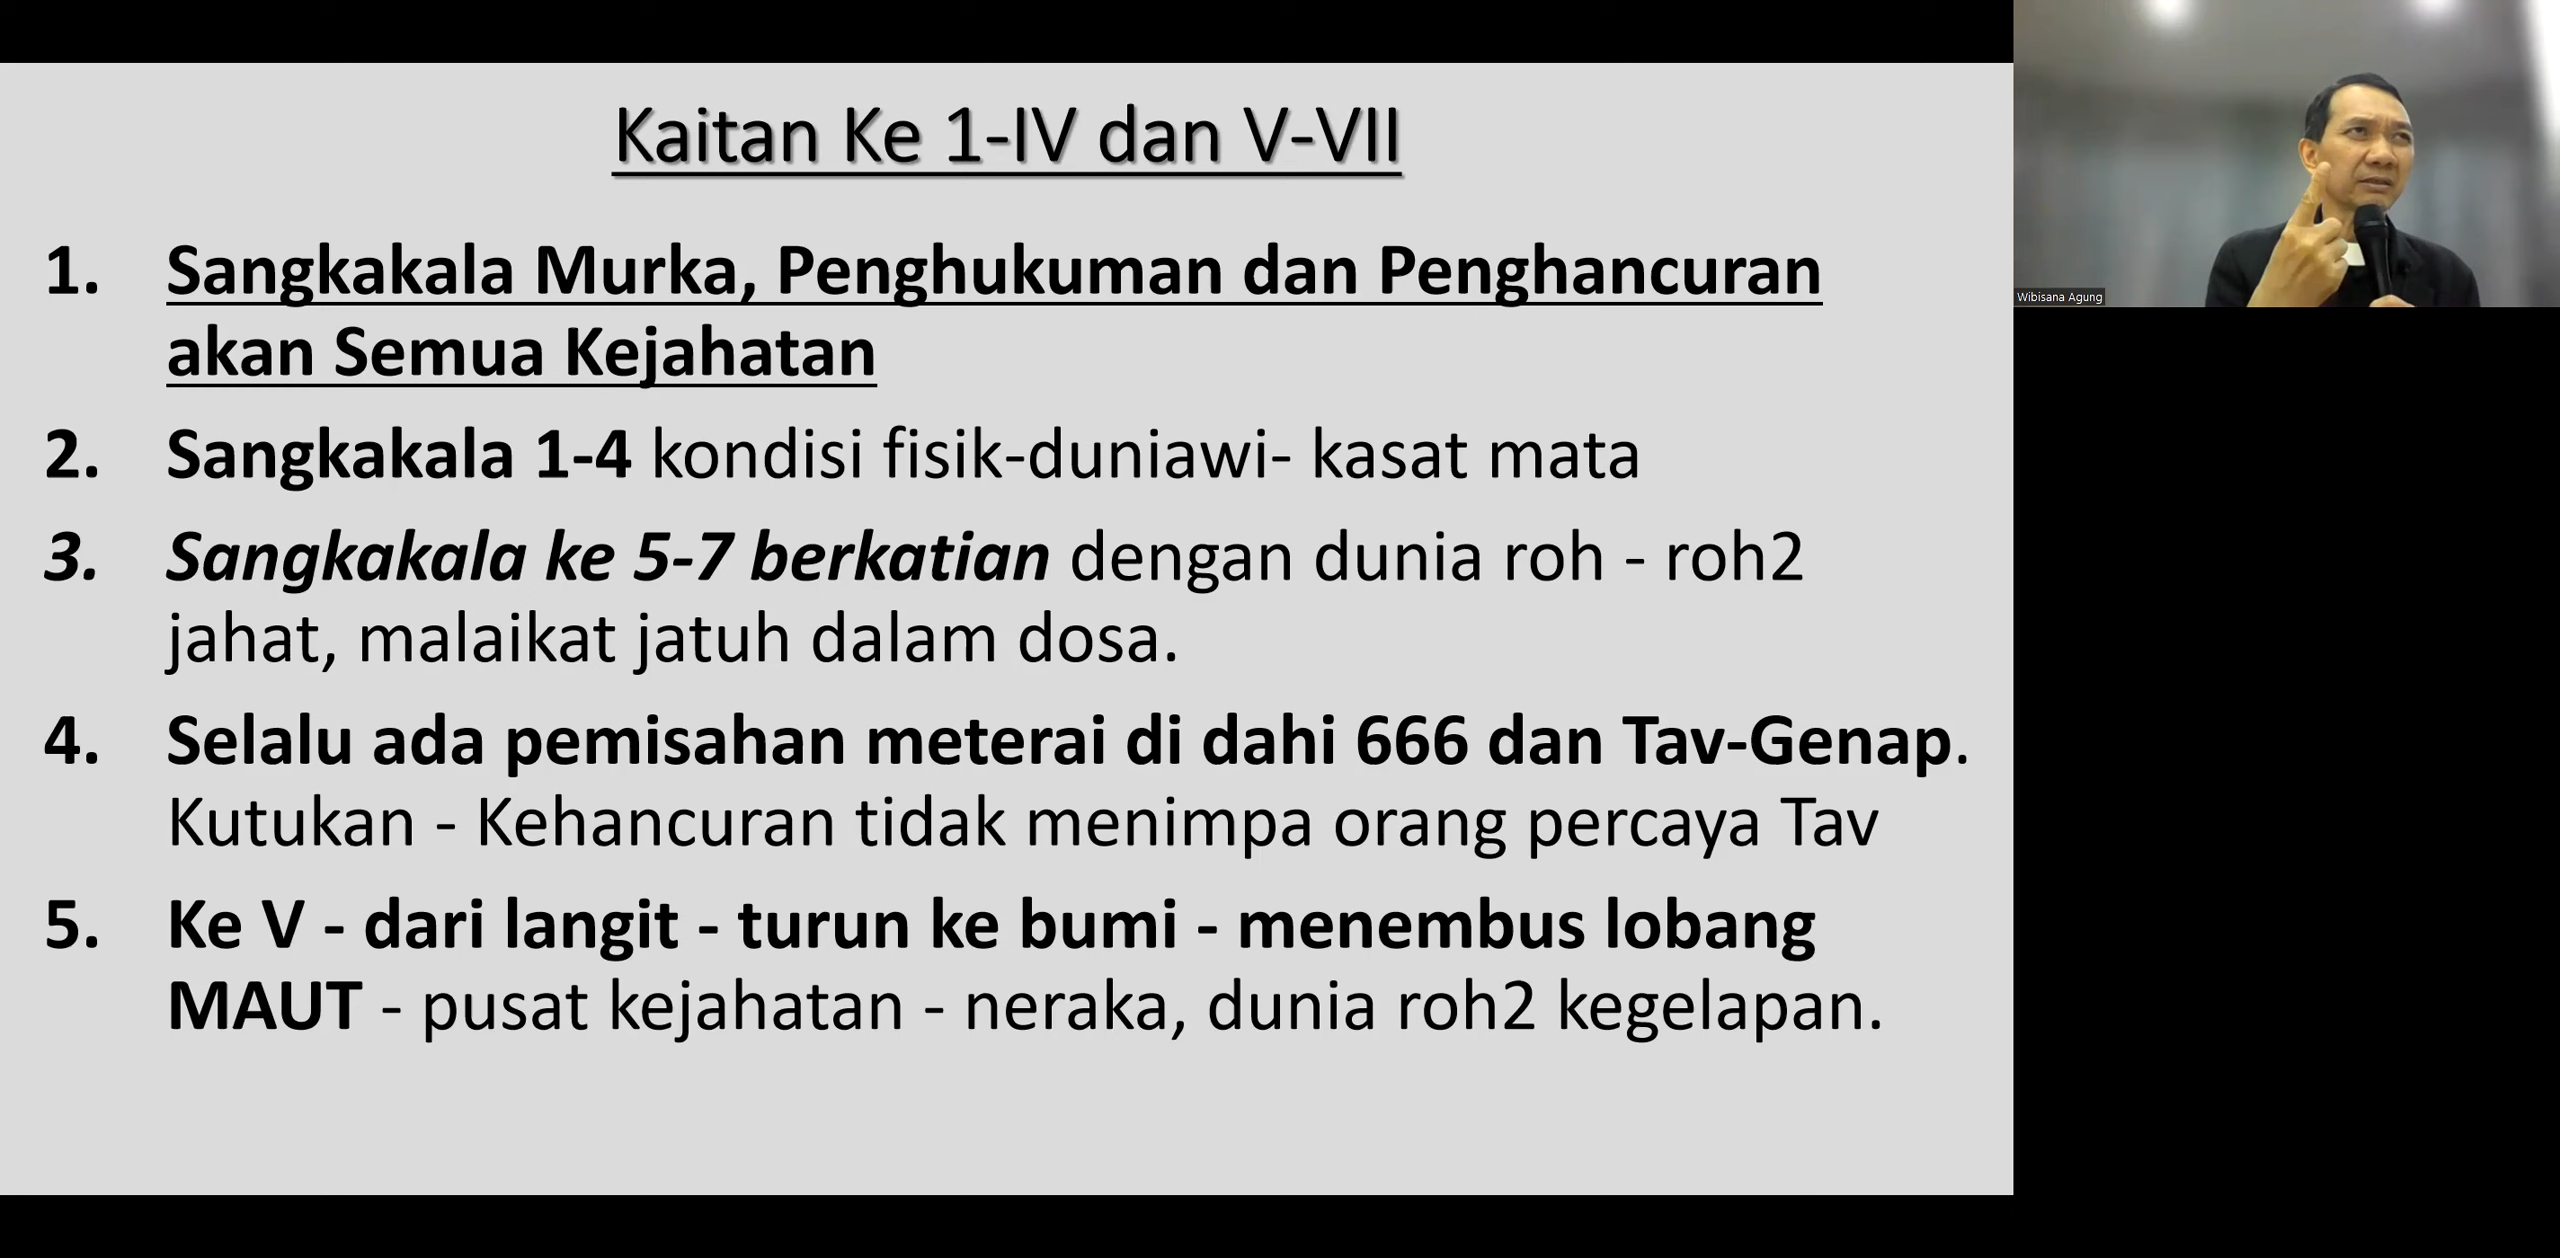 Kaitan Ke 1-IV dan V-VII
1. Sangkakala Murka, Penghukuman dan Penghancuran
akan Semua Kejahatan
2. Sangkakala 1-4 kondisi fisik-duniawi- kasat mata
3. Sangkakala ke 5-7 berkatian dengan dunia roh - roh2
jahat, malaikat jatuh dalam dosa.
4. Selalu ada pemisahan meterai di dahi 666 dan Tav-Genap.
Kutukan - Kehancuran tidak menimpa orang percaya Tav
5. Ke V - dari langit - turun ke bumi - menembus lobang
MAUT - pusat kejahatan - neraka, dunia roh2 kegelapan.
Wibisana Agung